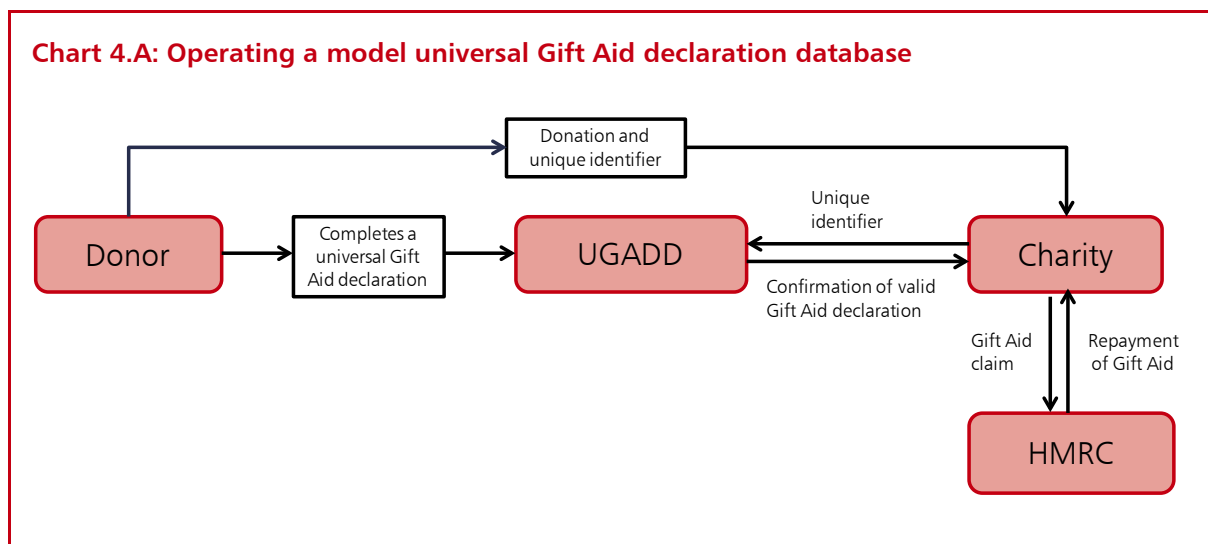 Chart 4.A: Operating a model universal Gift Aid declaration database
Donation and
unique identifier
Donor
Completes a
universal Gift
Aid declaration
UGADD
Unique
identifier
Confirmation of valid
Gift Aid declaration
Charity
Gift Aid
claim
Repayment
of Gift Aid
HMRC